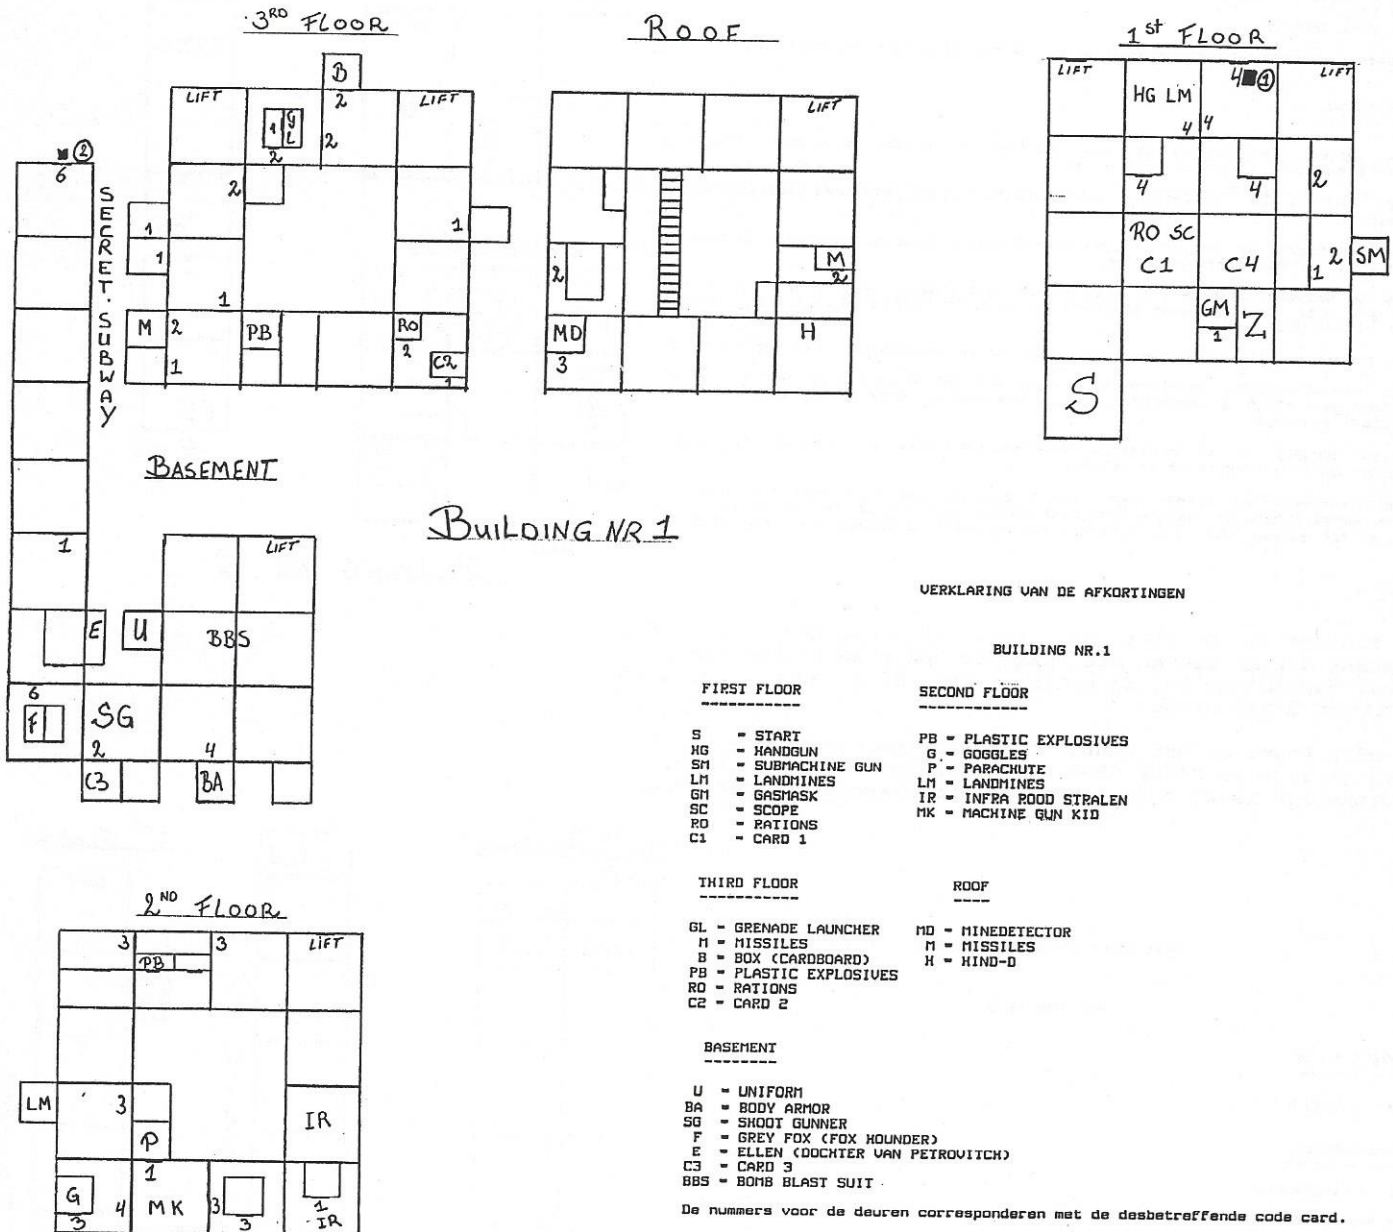 3RD FLOOR
B
LIFT
2
LIFT
1 GL
2
2
2
1
1
1
1
M
2
PB
RO
2
1
C2
1
ROOF
LIFT
2
M
2
MD
3
H
1st FLOOR
LIFT
HG LM
4 ■ ①
LIFT
4
4
4
4
2
RO SC
C1
C4
1
2
SM
GM
1
Z
S
■ ②
6
SECRET. SUBWAY
1
BASEMENT
LIFT
E
U
BBS
6
F
SG
2
4
C3
BA
BUILDING NR 1
2ND FLOOR
3
3
LIFT
PB
LM
3
P
IR
1
G
3
4
MK
3
3
1
IR
VERKLARING VAN DE AFKORTINGEN
BUILDING NR.1
FIRST FLOOR
-----------
S = START
HG = HANDGUN
SM = SUBMACHINE GUN
LM = LANDMINES
GM = GASMASK
SC = SCOPE
RO = RATIONS
C1 = CARD 1
SECOND FLOOR
------------
PB = PLASTIC EXPLOSIVES
G = GOGGLES
P = PARACHUTE
LM = LANDMINES
IR = INFRA ROOD STRALEN
MK = MACHINE GUN KID
THIRD FLOOR
-----------
GL = GRENADE LAUNCHER
M = MISSILES
B = BOX (CARDBOARD)
PB = PLASTIC EXPLOSIVES
RO = RATIONS
C2 = CARD 2
ROOF
----
MD = MINEDETECTOR
M = MISSILES
H = HIND-D
BASEMENT
--------
U = UNIFORM
BA = BODY ARMOR
SG = SHOOT GUNNER
F = GREY FOX (FOX HOUNDER)
E = ELLEN (DOCHTER VAN PETROVITCH)
C3 = CARD 3
BBS = BOMB BLAST SUIT
De nummers voor de deuren corresponderen met de desbetreffende code card.